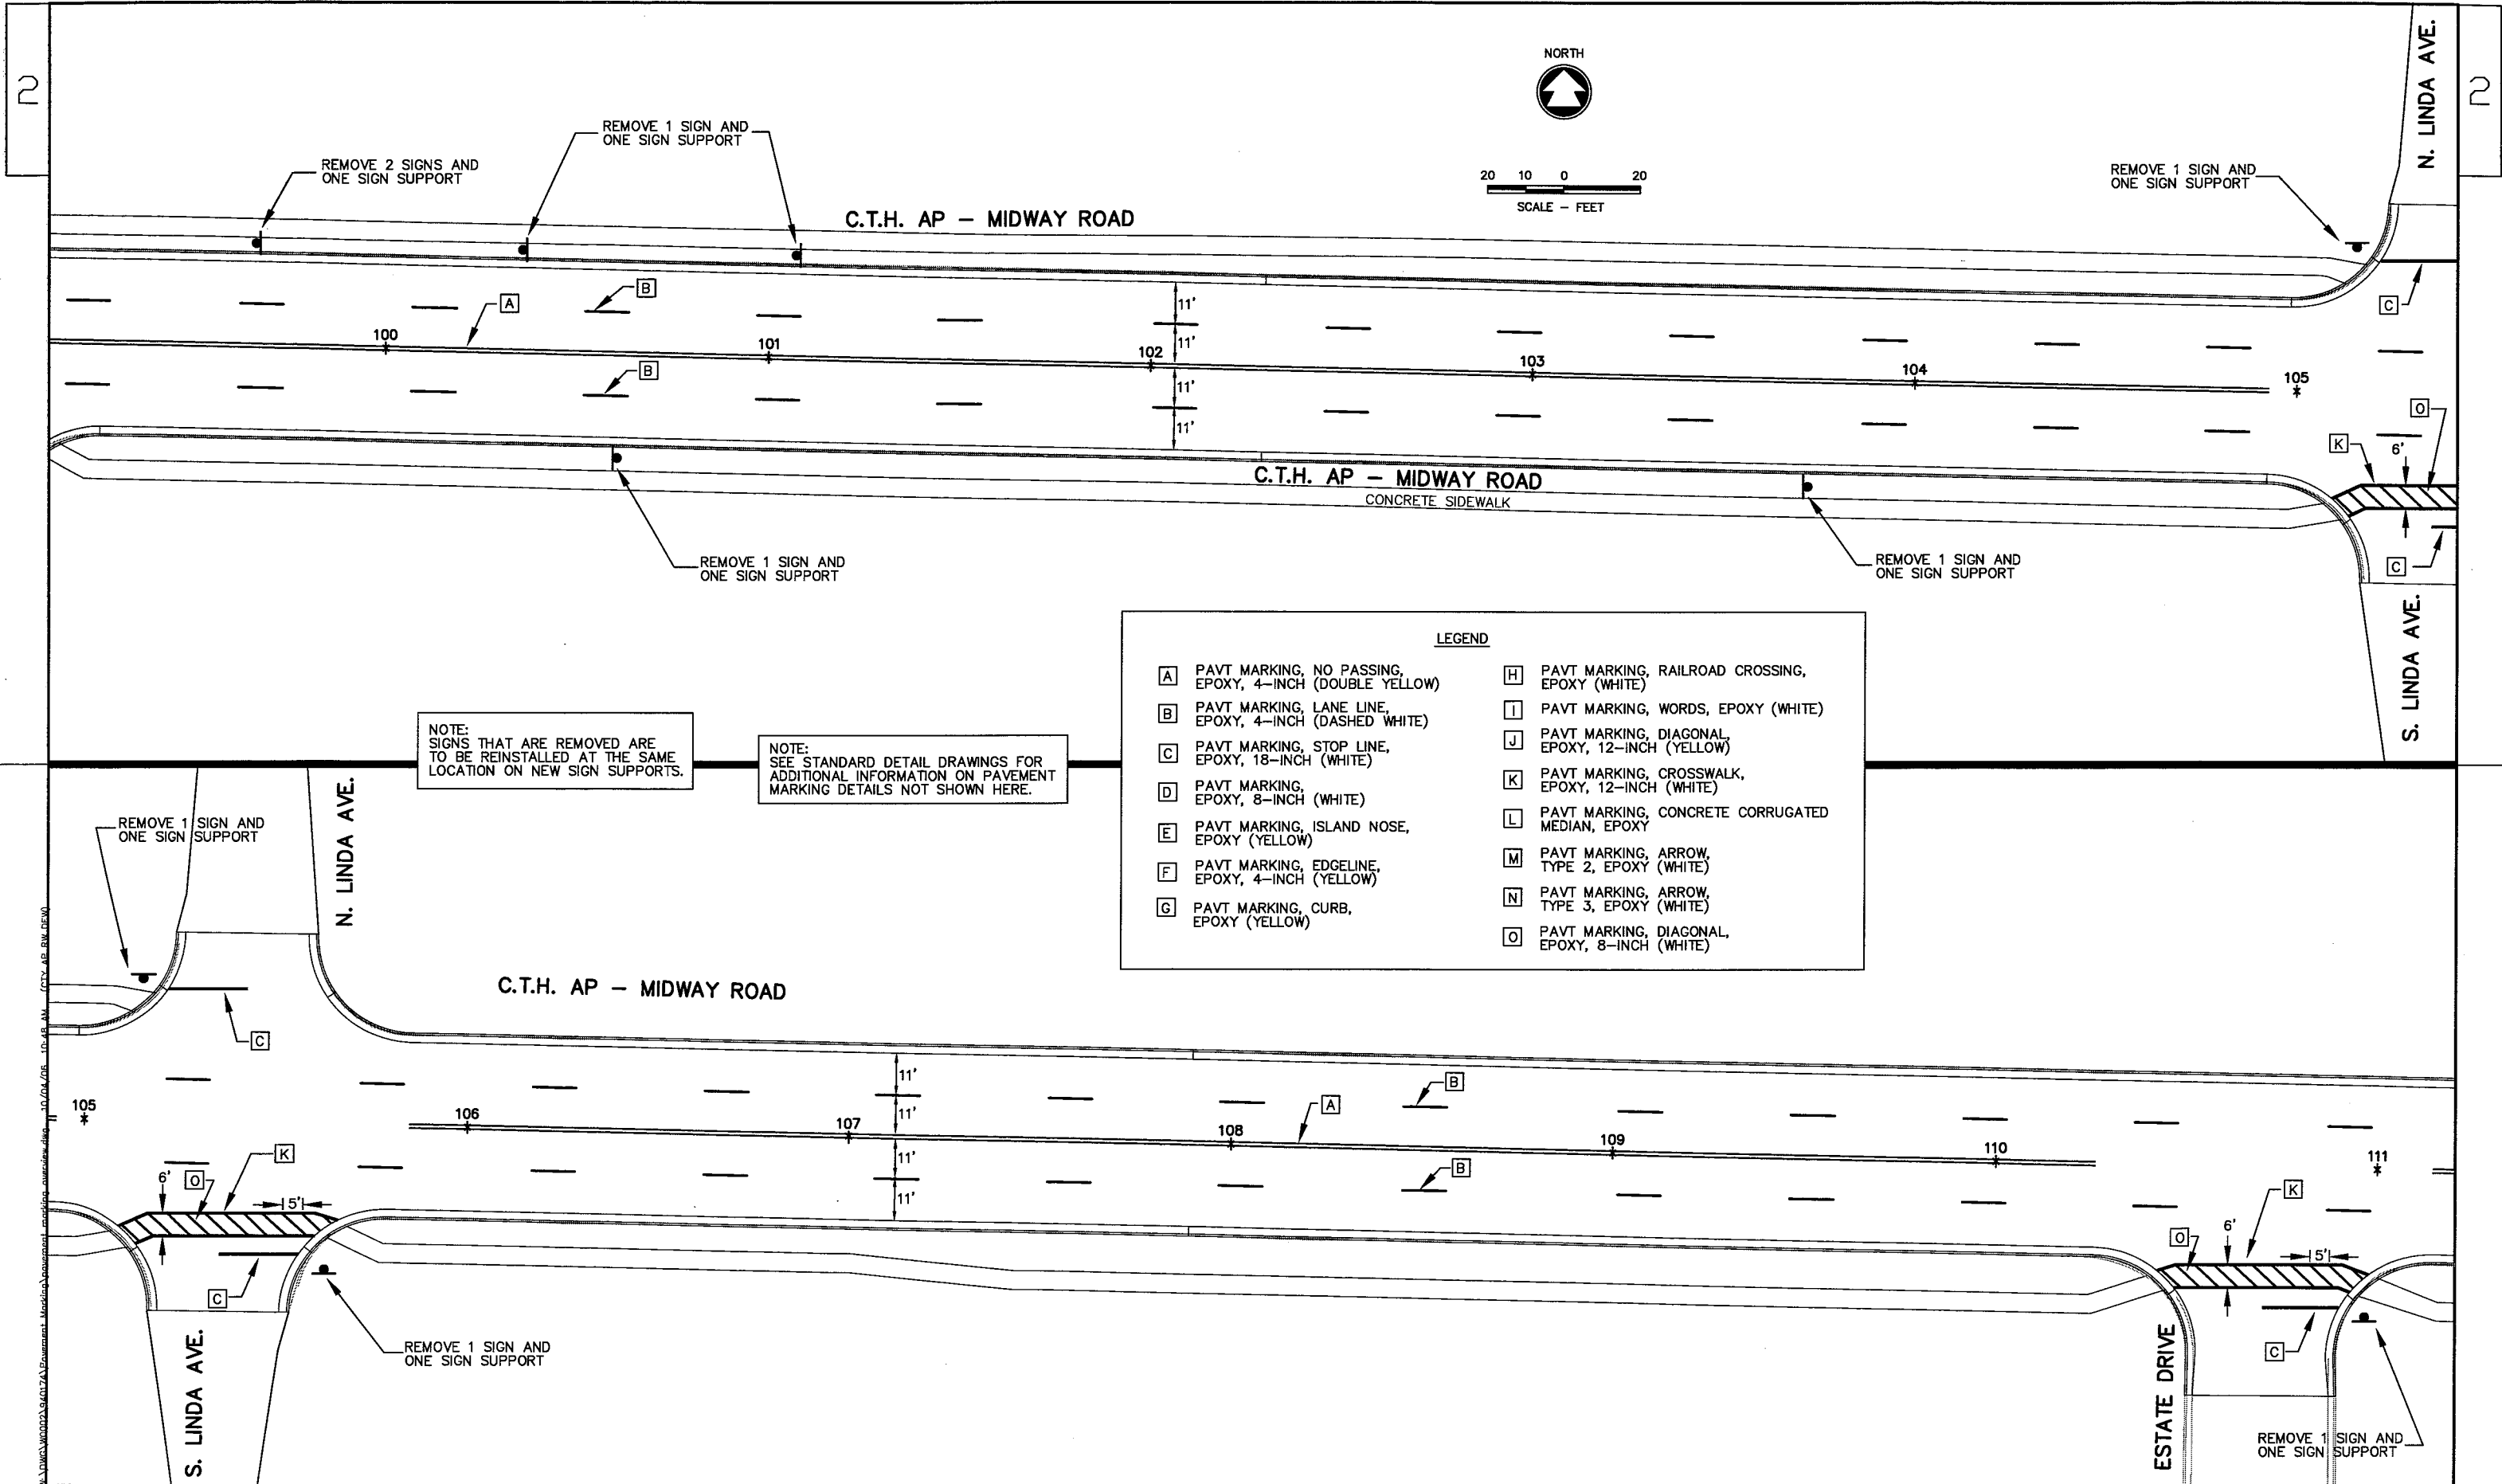 2
2
NORTH
N. LINDA AVE.
REMOVE 1 SIGN AND
ONE SIGN SUPPORT
REMOVE 2 SIGNS AND
ONE SIGN SUPPORT
REMOVE 1 SIGN AND
ONE SIGN SUPPORT
20 10 0 20
SCALE – FEET
C.T.H. AP – MIDWAY ROAD
B
A
C
11'
11'
11'
11'
100
101
102
103
104
105
B
O
K
6'
C.T.H. AP – MIDWAY ROAD
CONCRETE SIDEWALK
REMOVE 1 SIGN AND
ONE SIGN SUPPORT
REMOVE 1 SIGN AND
ONE SIGN SUPPORT
C
S. LINDA AVE.
NOTE:
SIGNS THAT ARE REMOVED ARE
TO BE REINSTALLED AT THE SAME
LOCATION ON NEW SIGN SUPPORTS.
NOTE:
SEE STANDARD DETAIL DRAWINGS FOR
ADDITIONAL INFORMATION ON PAVEMENT
MARKING DETAILS NOT SHOWN HERE.
LEGEND
A PAVT MARKING, NO PASSING,
EPOXY, 4–INCH (DOUBLE YELLOW)
B PAVT MARKING, LANE LINE,
EPOXY, 4–INCH (DASHED WHITE)
C PAVT MARKING, STOP LINE,
EPOXY, 18–INCH (WHITE)
D PAVT MARKING,
EPOXY, 8–INCH (WHITE)
E PAVT MARKING, ISLAND NOSE,
EPOXY (YELLOW)
F PAVT MARKING, EDGELINE,
EPOXY, 4–INCH (YELLOW)
G PAVT MARKING, CURB,
EPOXY (YELLOW)
H PAVT MARKING, RAILROAD CROSSING,
EPOXY (WHITE)
I PAVT MARKING, WORDS, EPOXY (WHITE)
J PAVT MARKING, DIAGONAL,
EPOXY, 12–INCH (YELLOW)
K PAVT MARKING, CROSSWALK,
EPOXY, 12–INCH (WHITE)
L PAVT MARKING, CONCRETE CORRUGATED
MEDIAN, EPOXY
M PAVT MARKING, ARROW,
TYPE 2, EPOXY (WHITE)
N PAVT MARKING, ARROW,
TYPE 3, EPOXY (WHITE)
O PAVT MARKING, DIAGONAL,
EPOXY, 8–INCH (WHITE)
REMOVE 1 SIGN AND
ONE SIGN SUPPORT
N. LINDA AVE.
C.T.H. AP – MIDWAY ROAD
C
11'
11'
11'
11'
B
A
105
106
107
108
109
110
111
B
K
O
6'
5'
C
REMOVE 1 SIGN AND
ONE SIGN SUPPORT
S. LINDA AVE.
K
O
6'
5'
C
ESTATE DRIVE
REMOVE 1 SIGN AND
ONE SIGN SUPPORT